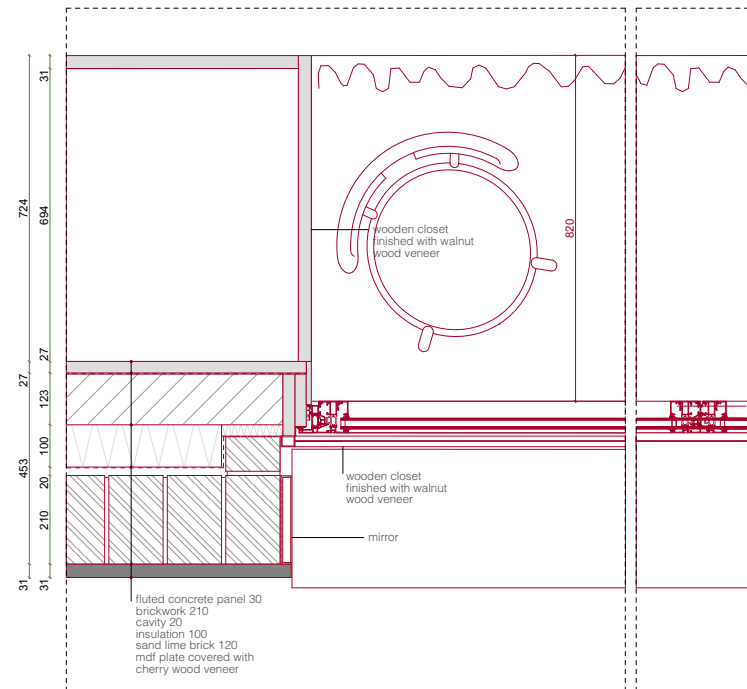 31
724
694
27
27
123
100
453
20
210
31
31
820
wooden closet
finished with walnut
wood veneer
wooden closet
finished with walnut
wood veneer
mirror
fluted concrete panel 30
brickwork 210
cavity 20
insulation 100
sand lime brick 120
mdf plate covered with
cherry wood veneer